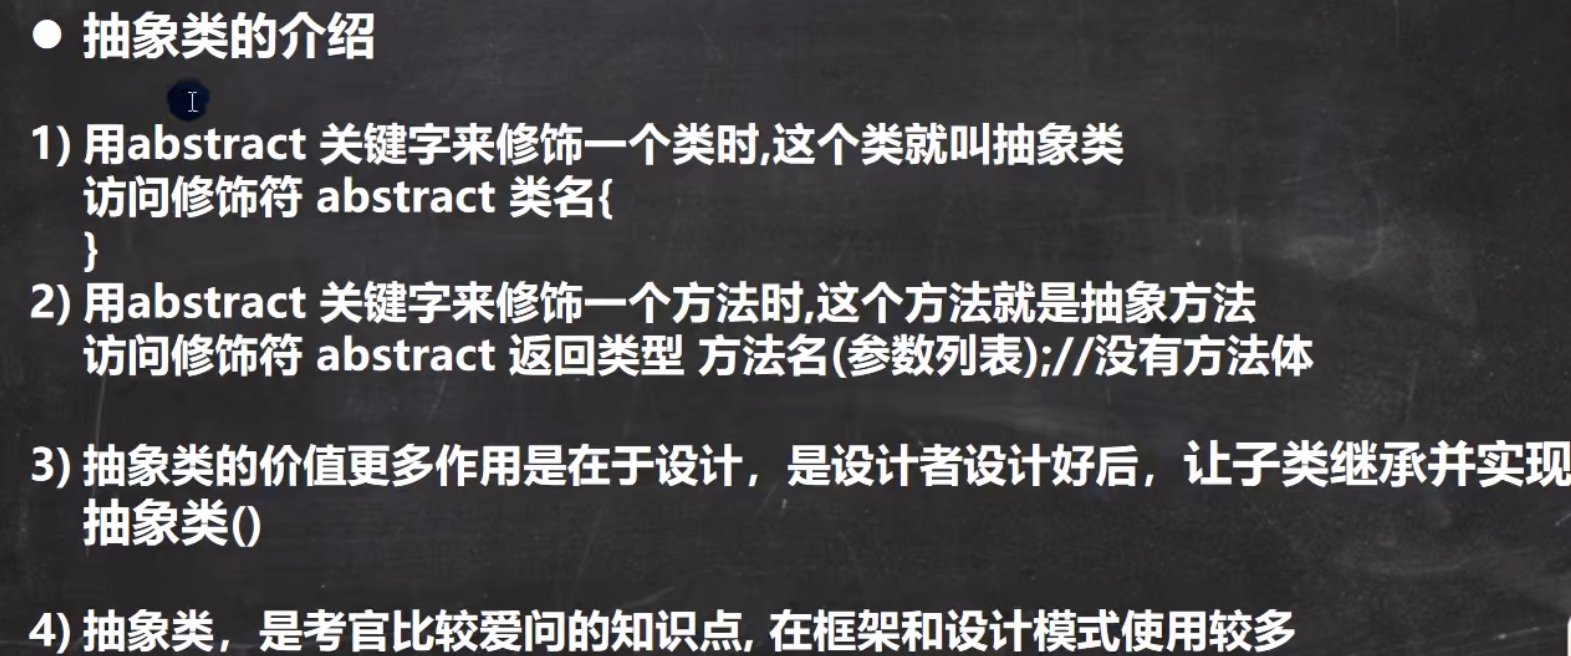 ● 抽象类的介绍
1) 用abstract 关键字来修饰一个类时,这个类就叫抽象类
访问修饰符 abstract 类名{
}
2) 用abstract 关键字来修饰一个方法时,这个方法就是抽象方法
访问修饰符 abstract 返回类型 方法名(参数列表);//没有方法体
3) 抽象类的价值更多作用是在于设计，是设计者设计好后，让子类继承并实现
抽象类()
4) 抽象类，是考官比较爱问的知识点, 在框架和设计模式使用较多